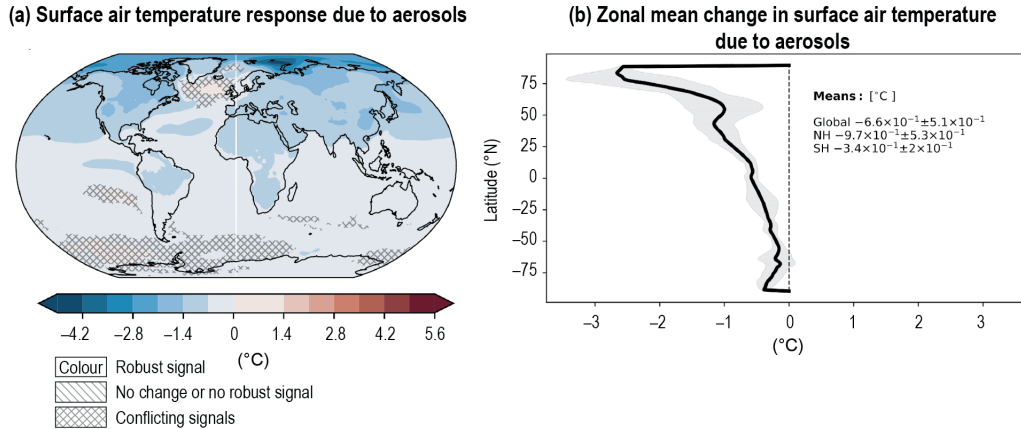 (a) Surface air temperature response due to aerosols
–4.2 –2.8 –1.4 0 1.4 2.8 4.2 5.6
(°C)
Colour Robust signal
No change or no robust signal
Conflicting signals
(b) Zonal mean change in surface air temperature
due to aerosols
Latitude (°N)
75
50
25
0
–25
–50
–75
Means: [°C ]
Global −6.6×10⁻¹±5.1×10⁻¹
NH −9.7×10⁻¹±5.3×10⁻¹
SH −3.4×10⁻¹±2×10⁻¹
–3 –2 –1 0 1 2 3
(°C)